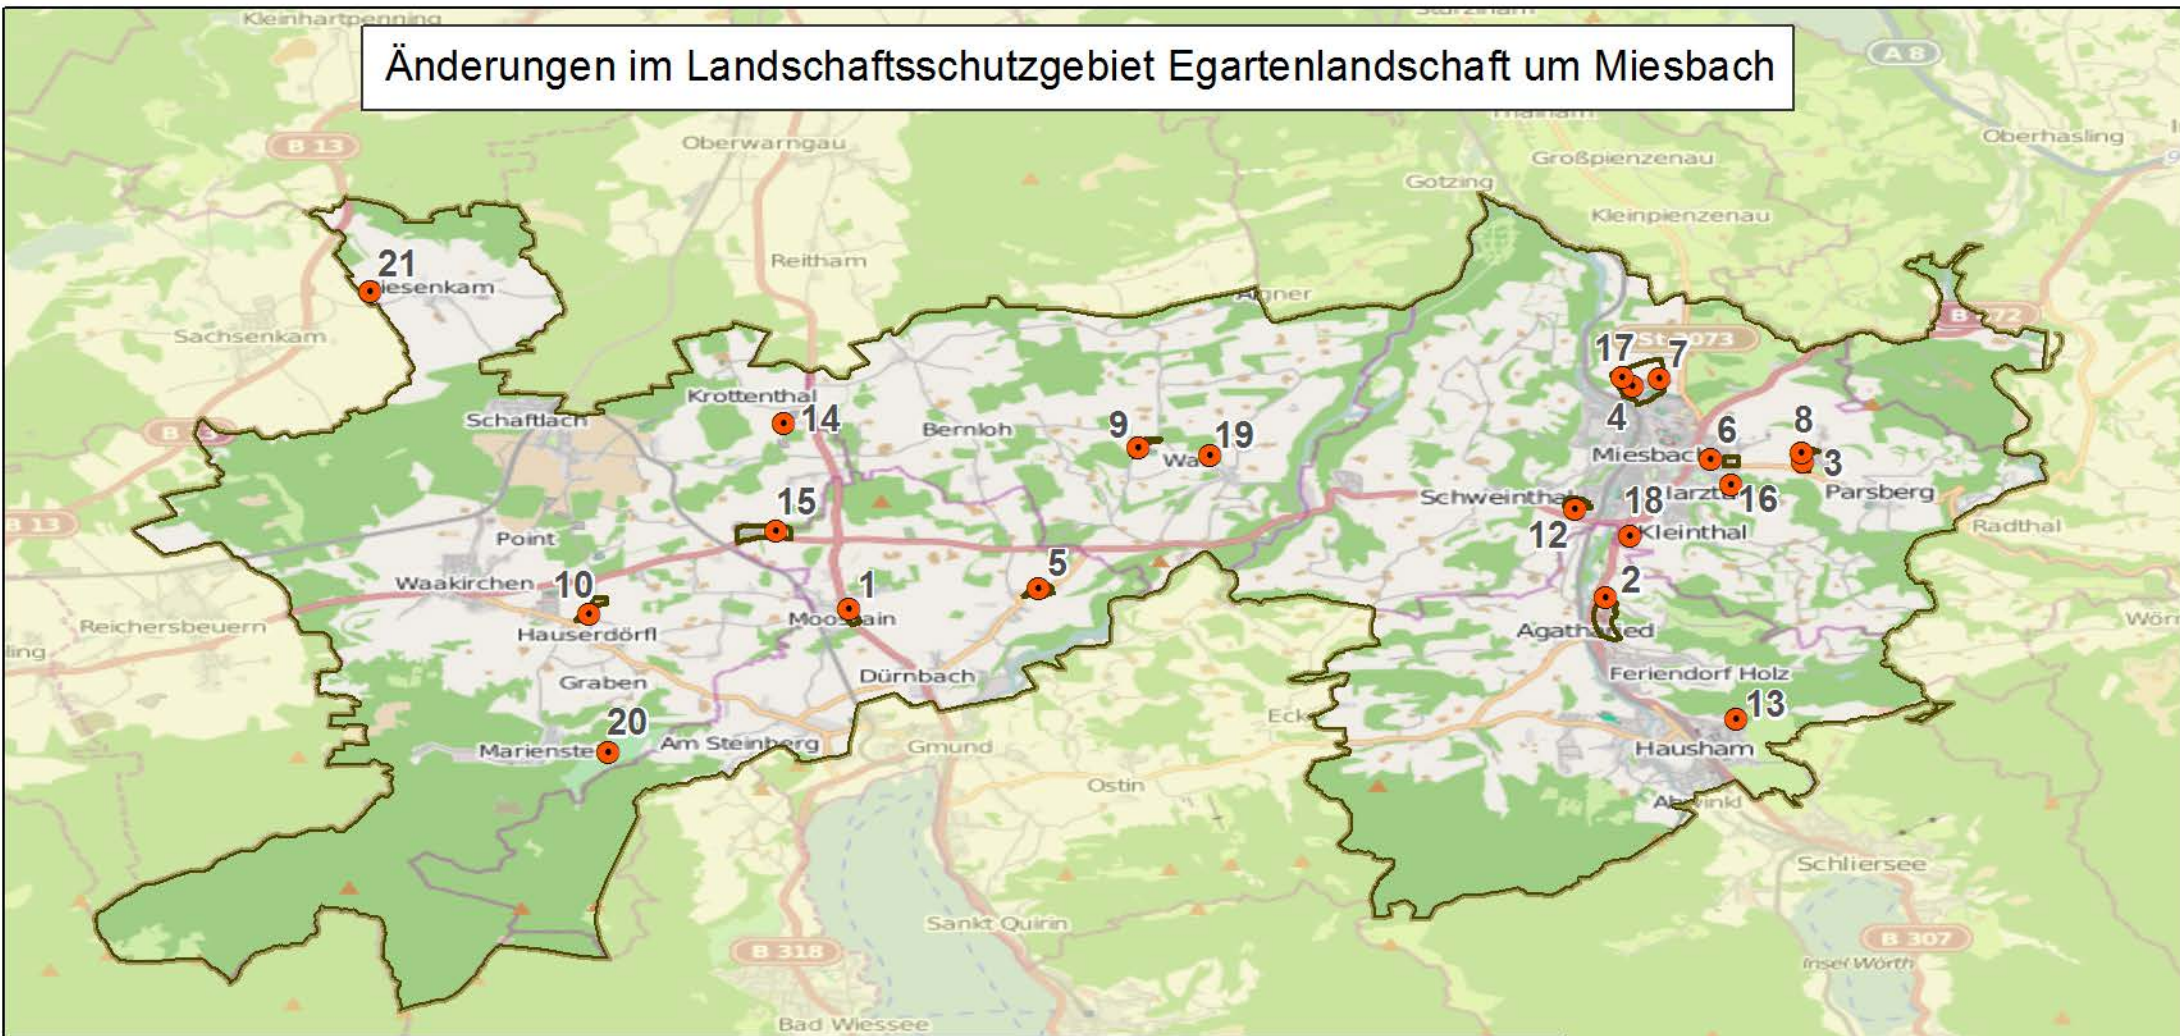 Kleinhartpenning
Änderungen im Landschaftsschutzgebiet Egartenlandschaft um Miesbach
A 8
B 13
Oberwarngau
Thalham
Großpienzenau
Oberhasling
Gotzing
Kleinpienzenau
Reitham
21
Sachsenkam
17
7
Krottenthal
14
Schaftlach
Bernloh
9
19
4
6
8
Miesbach
3
Schweinthal
16
Parsberg
15
18
12
Kleinthal
Radthal
B 13
Point
Waakirchen
10
5
1
2
Reichersbeuern
Hauserdörfl
Agathared
Dürnbach
Graben
Feriendorf Holz
13
20
Am Steinberg
Gmund
Hausham
Ostin
Schliersee
Sankt Quirin
B 318
B 307
Insel Wörth
Bad Wiessee